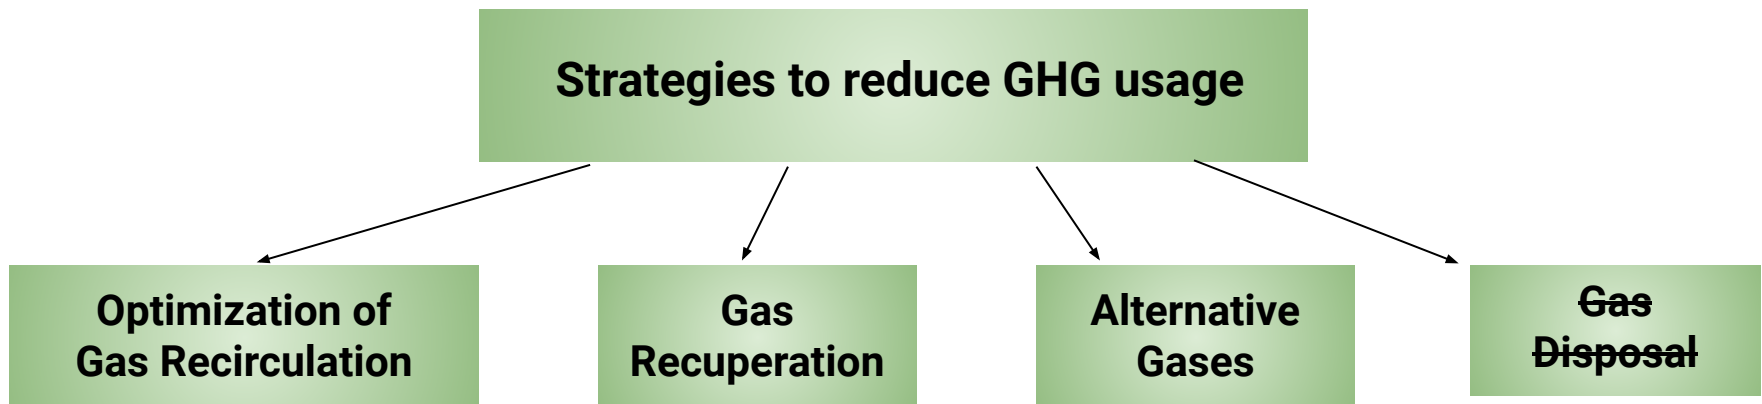 Strategies to reduce GHG usage
Optimization of
Gas Recirculation
Gas
Recuperation
Alternative
Gases
Gas
Disposal